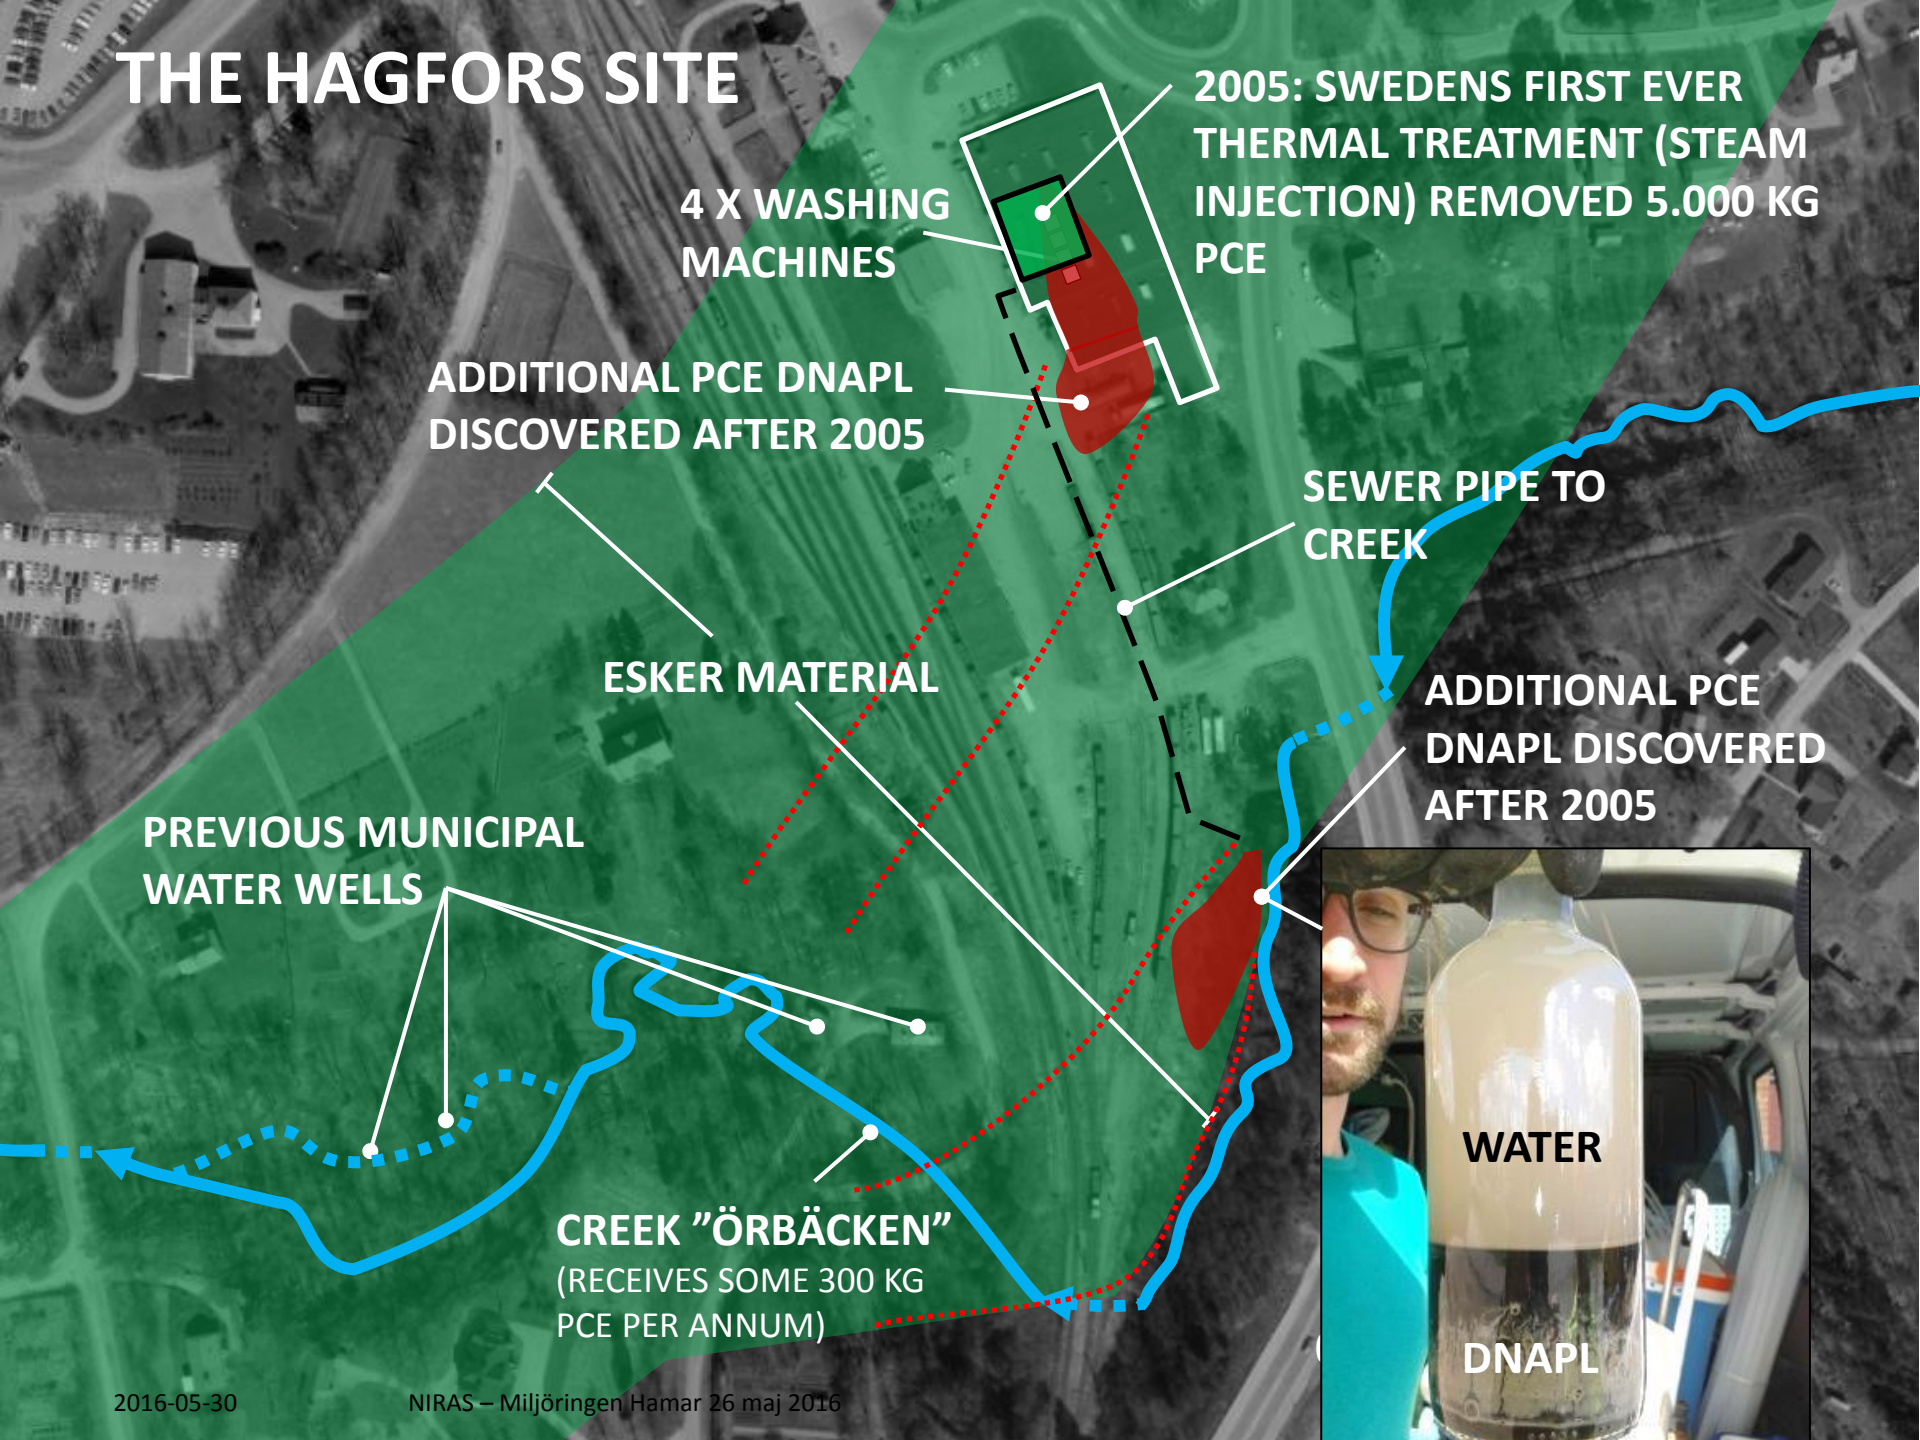 THE HAGFORS SITE
2005: SWEDENS FIRST EVER
THERMAL TREATMENT (STEAM
INJECTION) REMOVED 5.000 KG
PCE
4 X WASHING
MACHINES
ADDITIONAL PCE DNAPL
DISCOVERED AFTER 2005
SEWER PIPE TO
CREEK
ESKER MATERIAL
ADDITIONAL PCE
DNAPL DISCOVERED
AFTER 2005
PREVIOUS MUNICIPAL
WATER WELLS
WATER
CREEK ”ÖRBÄCKEN”
(RECEIVES SOME 300 KG
PCE PER ANNUM)
DNAPL
2016-05-30
NIRAS – Miljöringen Hamar 26 maj 2016